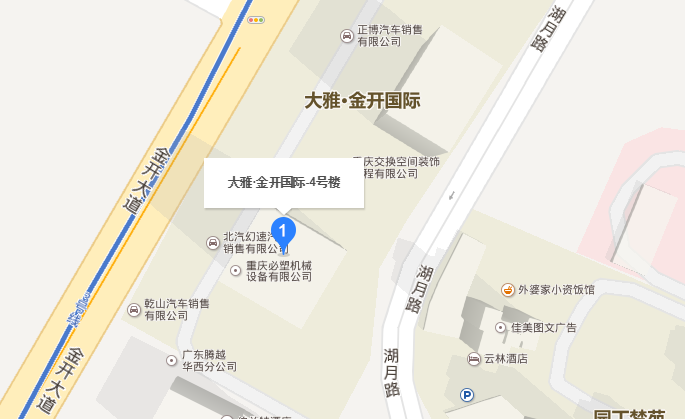 湖月路
正博汽车销售
有限公司
大雅·金开国际
金开大道
重庆交换空间装饰
程有限公司
大雅·金开国际-4号楼
1
北汽幻速汽
销售有限公司
重庆必塑机械
设备有限公司
湖月路
外婆家小资饭馆
乾山汽车销售
有限公司
佳美图文广告
金开大道
广东腾越
华西分公司
湖月路
云林酒店
P
园丁梦苑